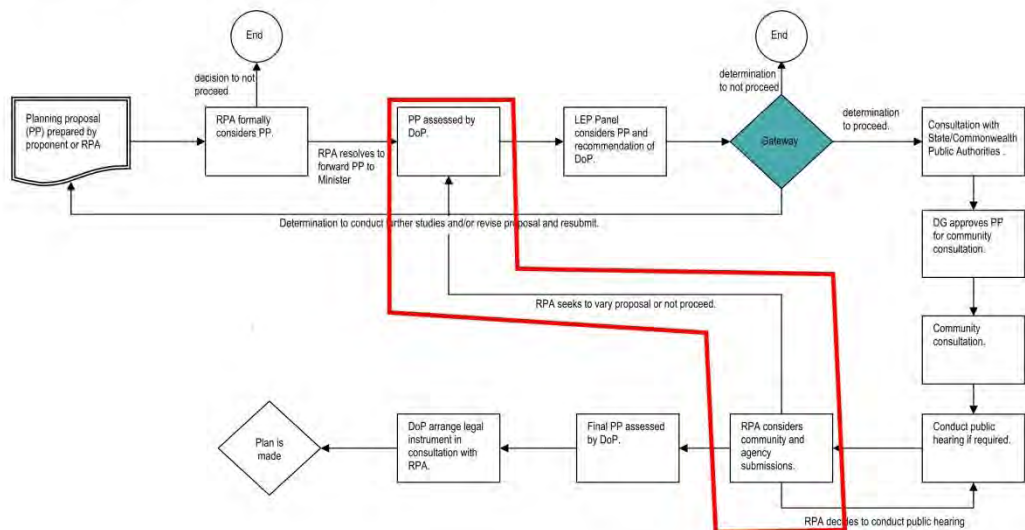 End
End
decision to not
proceed
determination
to not proceed
Planning proposal
(PP) prepared by
proponent or RPA
RPA formally
considers PP.
RPA resolves to
forward PP to
Minister
PP assessed by
DoP.
LEP Panel
considers PP and
recommendation of
DoP.
Gateway
determination
to proceed.
Consultation with
State/Commonwealth
Public Authorities .
Determination to conduct further studies and/or revise proposal and resubmit.
DG approves PP
for community
consultation.
RPA seeks to vary proposal or not proceed.
Community
consultation.
Plan is
made
DoP arrange legal
instrument in
consultation with
RPA.
Final PP assessed
by DoP.
RPA considers
community and
agency
submissions.
Conduct public
hearing if required.
RPA decides to conduct public hearing